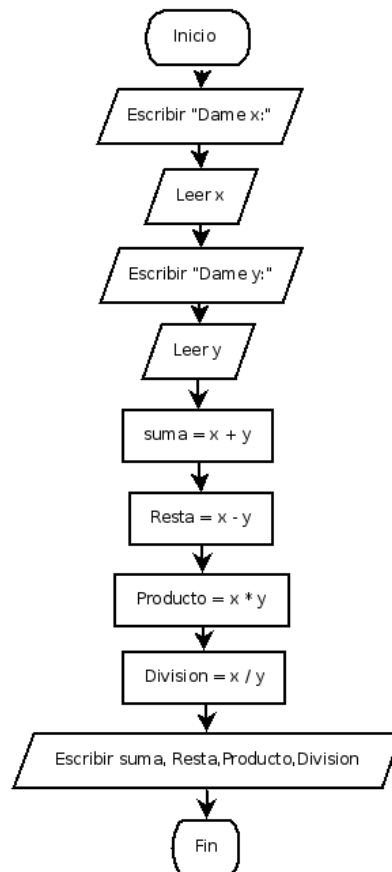 Inicio
Escribir "Dame x:"
Leer x
Escribir "Dame y:"
Leer y
suma = x + y
Resta = x - y
Producto = x * y
Division = x / y
Escribir suma, Resta,Producto,Division
Fin